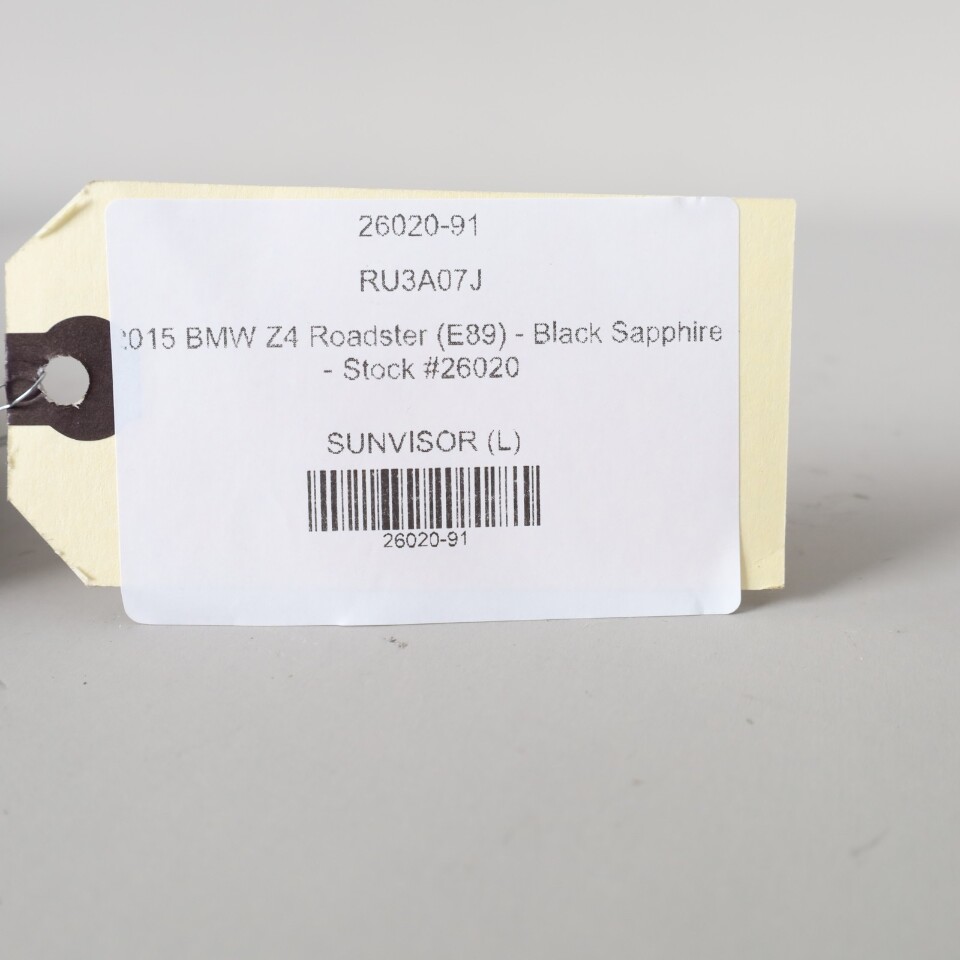 26020-91
RU3A07J
2015 BMW Z4 Roadster (E89) - Black Sapphire
- Stock #26020
SUNVISOR (L)
26020-91